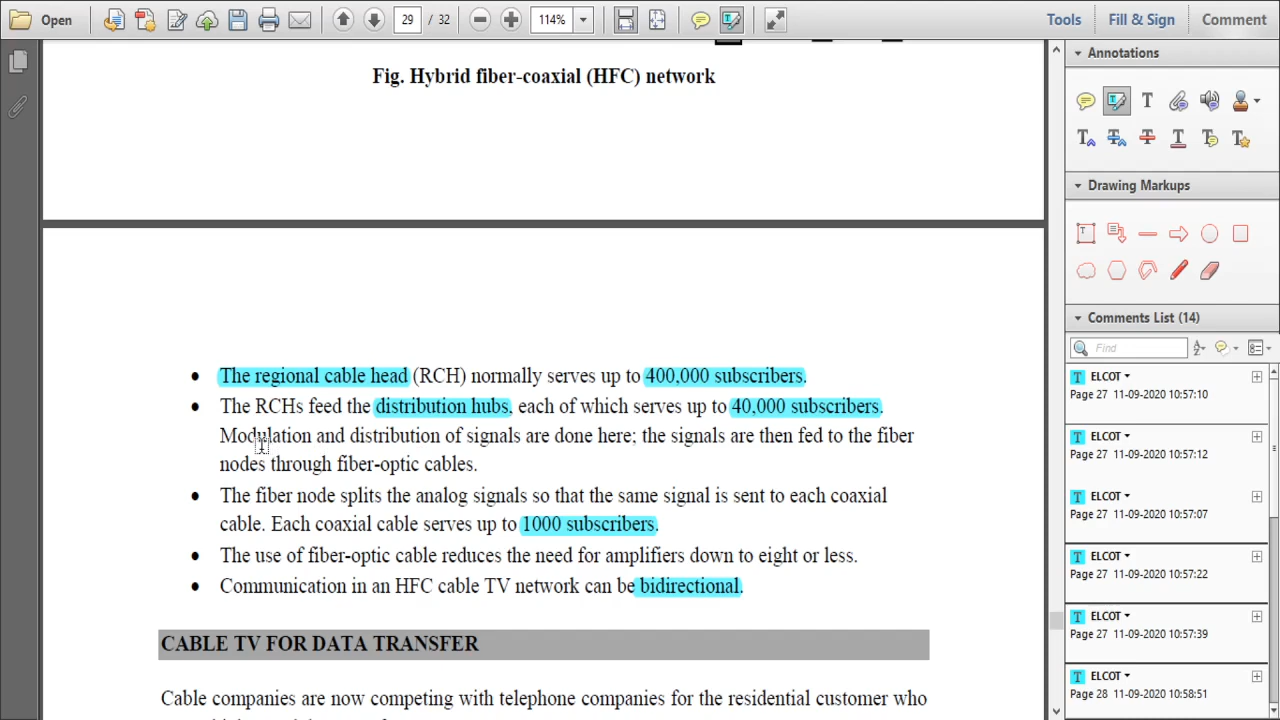 Open
29 / 32
114%
Tools
Fill & Sign
Comment
Fig. Hybrid fiber-coaxial (HFC) network
• The regional cable head (RCH) normally serves up to 400,000 subscribers.
• The RCHs feed the distribution hubs, each of which serves up to 40,000 subscribers.
Modulation and distribution of signals are done here; the signals are then fed to the fiber
nodes through fiber-optic cables.
• The fiber node splits the analog signals so that the same signal is sent to each coaxial
cable. Each coaxial cable serves up to 1000 subscribers.
• The use of fiber-optic cable reduces the need for amplifiers down to eight or less.
• Communication in an HFC cable TV network can be bidirectional.
CABLE TV FOR DATA TRANSFER
Cable companies are now competing with telephone companies for the residential customer who
Annotations
Drawing Markups
Comments List (14)
Find
ELCOT
Page 27 11-09-2020 10:57:10
ELCOT
Page 27 11-09-2020 10:57:12
ELCOT
Page 27 11-09-2020 10:57:07
ELCOT
Page 27 11-09-2020 10:57:22
ELCOT
Page 27 11-09-2020 10:57:39
ELCOT
Page 28 11-09-2020 10:58:51